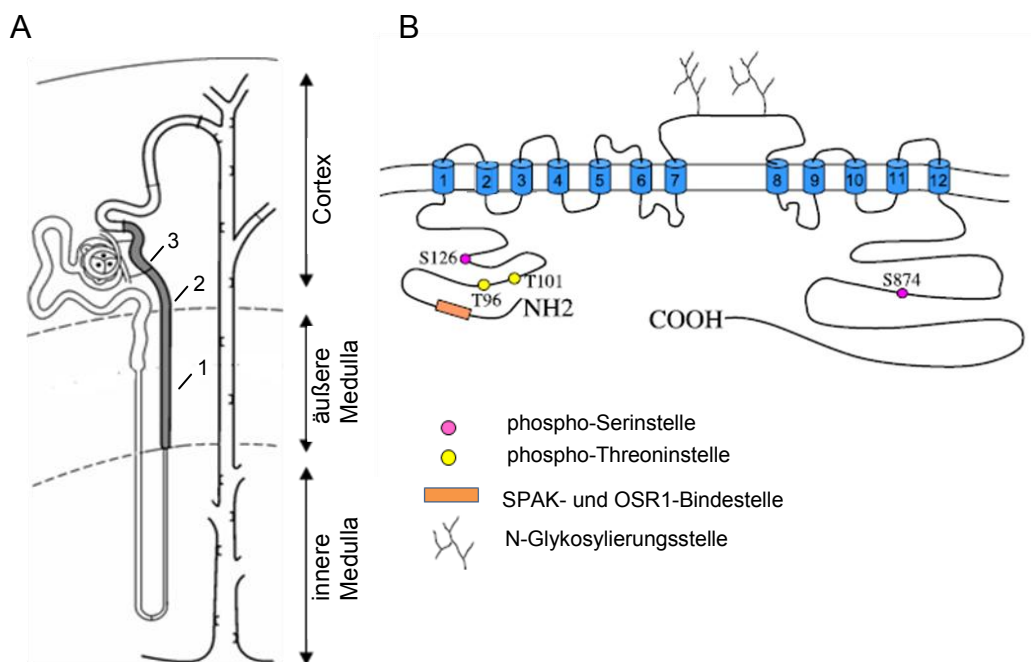 A
B
Cortex
äußere
Medulla
innere
Medulla
3
2
1
1 2 3 4 5 6 7 8 9 10 11 12
S126
T101
T96
NH2
S874
COOH
phospho-Serinstelle
phospho-Threoninstelle
SPAK- und OSR1-Bindestelle
N-Glykosylierungsstelle